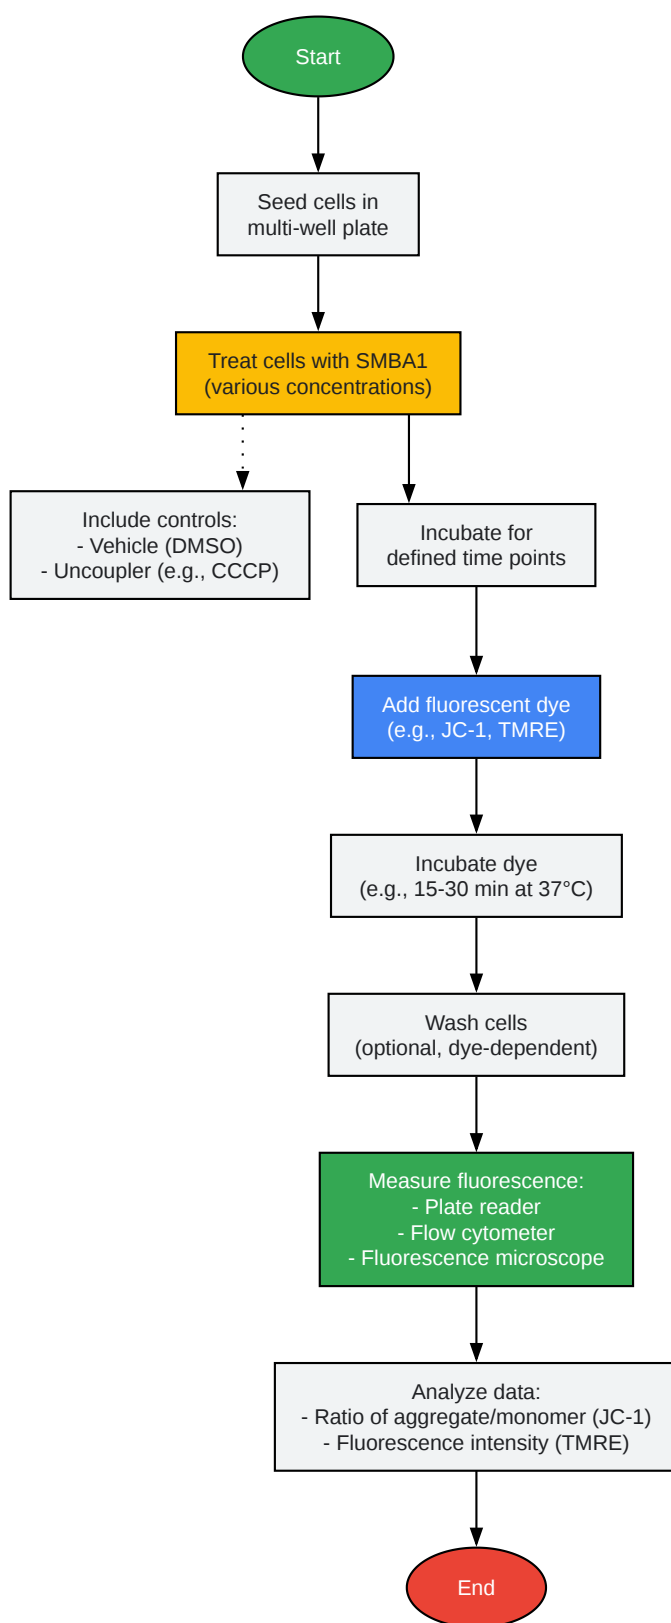 Start
Seed cells in
multi-well plate
Treat cells with SMBA1
(various concentrations)
Include controls:
- Vehicle (DMSO)
- Uncoupler (e.g., CCCP)
Incubate for
defined time points
Add fluorescent dye
(e.g., JC-1, TMRE)
Incubate dye
(e.g., 15-30 min at 37°C)
Wash cells
(optional, dye-dependent)
Measure fluorescence:
- Plate reader
- Flow cytometer
- Fluorescence microscope
Analyze data:
- Ratio of aggregate/monomer (JC-1)
- Fluorescence intensity (TMRE)
End